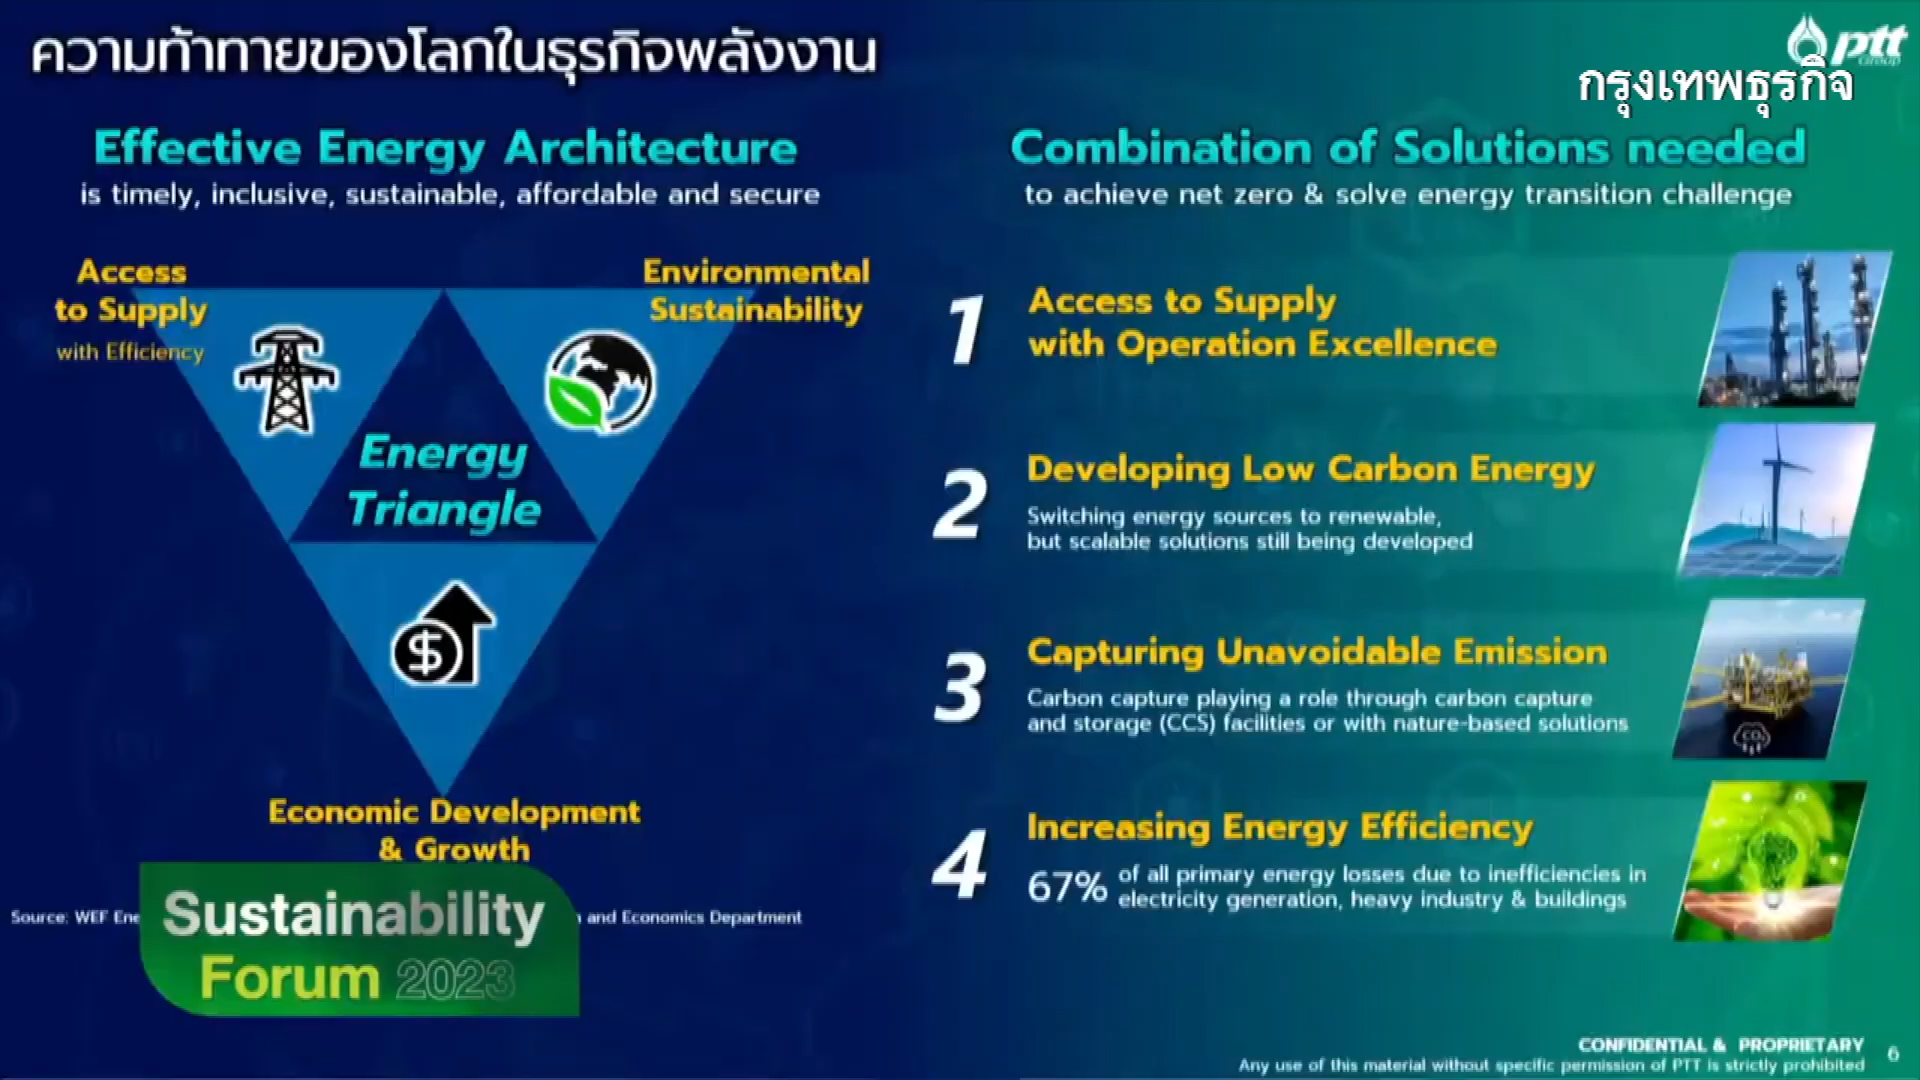 ความท้าทายของโลกในธุรกิจพลังงาน
ptt
Group
กรุงเทพธุรกิจ
Effective Energy Architecture
is timely, inclusive, sustainable, affordable and secure
Access
to Supply
with Efficiency
Environmental
Sustainability
Energy
Triangle
Economic Development
& Growth
Source: WEF
and Economics Department
Sustainability
Forum 2023
Combination of Solutions needed
to achieve net zero & solve energy transition challenge
1
Access to Supply
with Operation Excellence
2
Developing Low Carbon Energy
Switching energy sources to renewable,
but scalable solutions still being developed
3
Capturing Unavoidable Emission
Carbon capture playing a role through carbon capture
and storage (CCS) facilities or with nature-based solutions
CO₂
4
Increasing Energy Efficiency
67% of all primary energy losses due to inefficiencies in
electricity generation, heavy industry & buildings
CONFIDENTIAL & PROPRIETARY
Any use of this material without specific permission of PTT is strictly prohibited
6